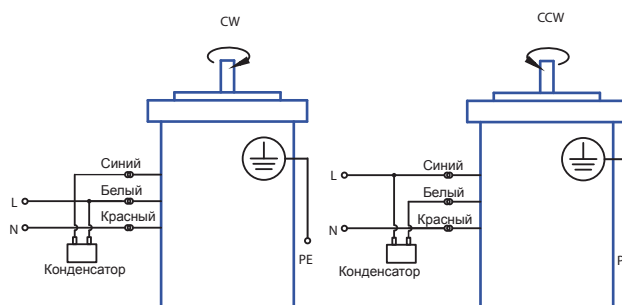 CW
Синий
L
Белый
N
Красный
Конденсатор
PE
CCW
L
Синий
Белый
N
Красный
Конденсатор
P